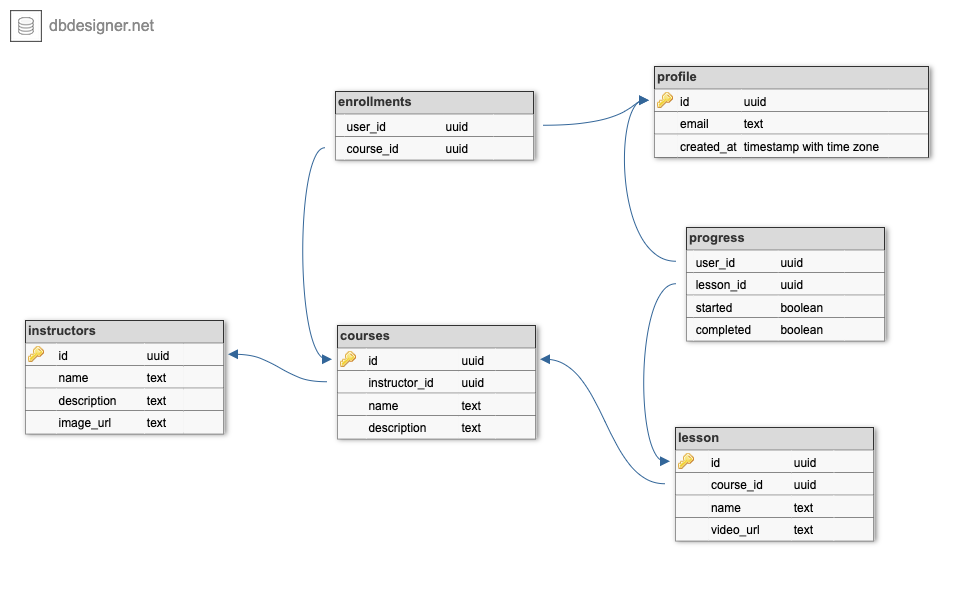 dbdesigner.net
enrollments
user_id uuid
course_id uuid
profile
id uuid
email text
created_at timestamp with time zone
progress
user_id uuid
lesson_id uuid
started boolean
completed boolean
instructors
id uuid
name text
description text
image_url text
courses
id uuid
instructor_id uuid
name text
description text
lesson
id uuid
course_id uuid
name text
video_url text